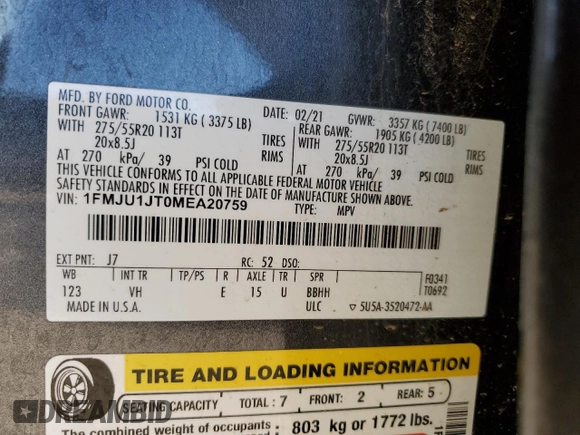 MFD. BY FORD MOTOR CO.
DATE: 02/21 GVWR: 3357 KG (7400 LB)
FRONT GAWR: 1531 KG (3375 LB) REAR GAWR: 1905 KG (4200 LB)
WITH 275/55R20 113T TIRES WITH 275/55R20 113T TIRES
20x8.5J RIMS 20x8.5J RIMS
AT 270 kPa/ 39 PSI COLD AT 270 kPa/ 39 PSI COLD
THIS VEHICLE CONFORMS TO ALL APPLICABLE FEDERAL MOTOR VEHICLE
SAFETY STANDARDS IN EFFECT ON THE DATE OF MANUFACTURE SHOWN ABOVE.
VIN: 1FMJU1JT0MEA20759
TYPE: MPV
EXT PNT: J7 RC: 52 DSO:
WB INT TR TP/PS R AXLE TR SPR F0341
123 VH E 15 U BBHH T0692
MADE IN U.S.A. ULC 5U5A-3520472-AA
TIRE AND LOADING INFORMATION
SEATING CAPACITY TOTAL: 7 FRONT: 2 REAR: 5
The combined weight of occupants 803 kg or 1772 lbs.
DREAMBID